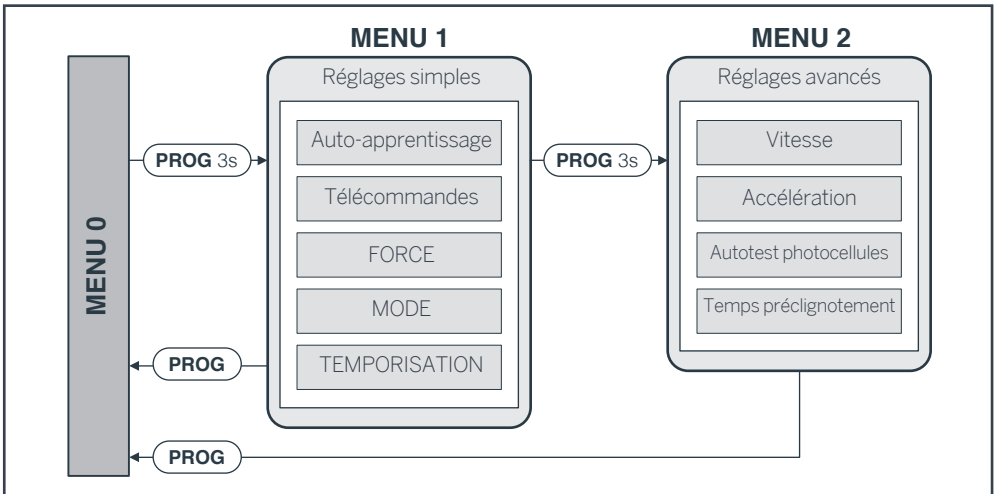 MENU 0
PROG 3s
PROG
PROG
MENU 1
Réglages simples
Auto-apprentissage
Télécommandes
FORCE
MODE
TEMPORISATION
PROG 3s
MENU 2
Réglages avancés
Vitesse
Accélération
Autotest photocellules
Temps préclignotement